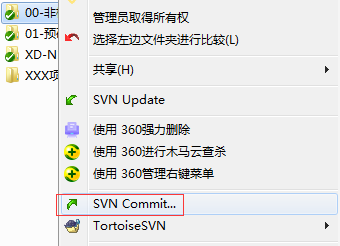 00-非
01-预
XD-N
XXX项
管理员取得所有权
选择左边文件夹进行比较(L)
共享(H)
SVN Update
使用 360强力删除
使用 360进行木马云查杀
使用 360管理右键菜单
SVN Commit...
TortoiseSVN